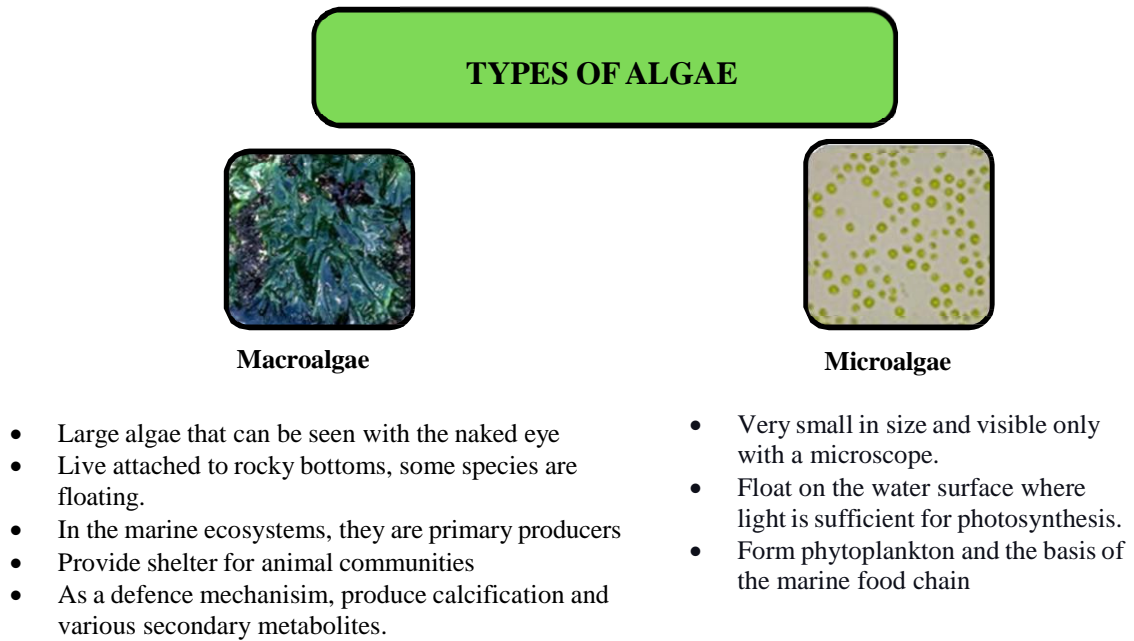 TYPES OF ALGAE
Macroalgae
• Large algae that can be seen with the naked eye
• Live attached to rocky bottoms, some species are
floating.
• In the marine ecosystems, they are primary producers
• Provide shelter for animal communities
• As a defence mechanisim, produce calcification and
various secondary metabolites.
Microalgae
• Very small in size and visible only
with a microscope.
• Float on the water surface where
light is sufficient for photosynthesis.
• Form phytoplankton and the basis of
the marine food chain